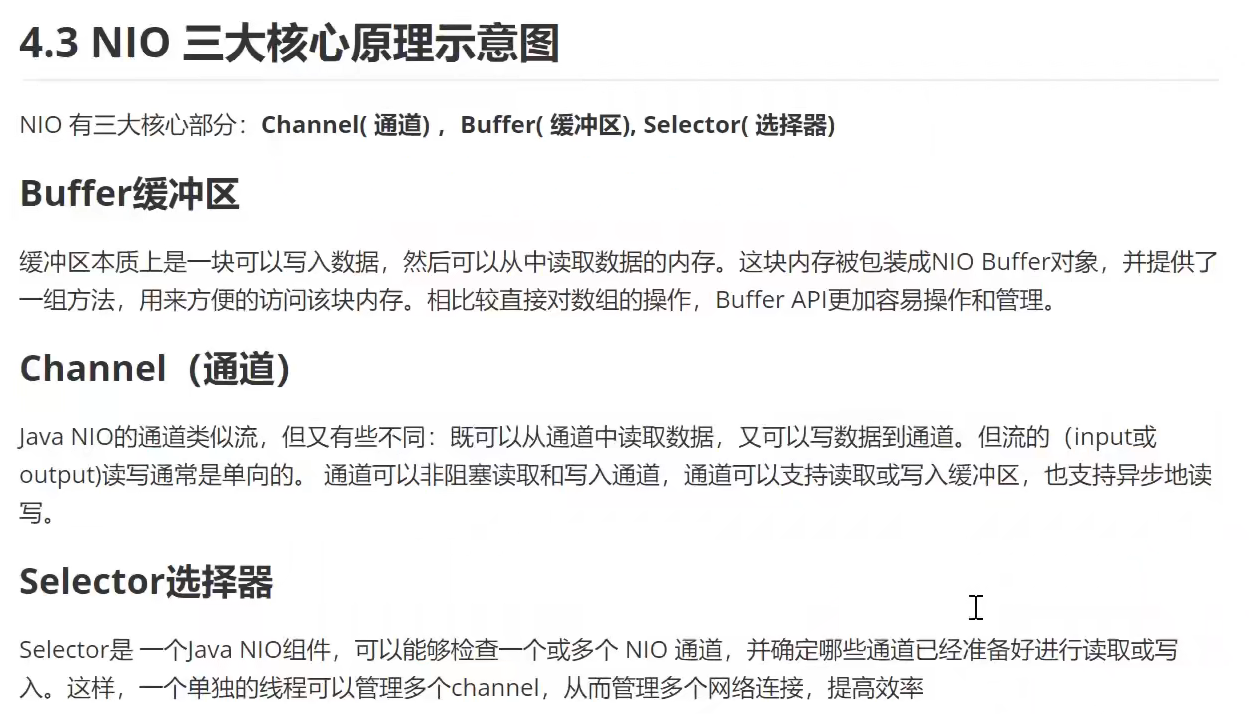 4.3 NIO 三大核心原理示意图
NIO 有三大核心部分：Channel( 通道) ，Buffer( 缓冲区), Selector( 选择器)
Buffer缓冲区
缓冲区本质上是一块可以写入数据，然后可以从中读取数据的内存。这块内存被包装成NIO Buffer对象，并提供了
一组方法，用来方便的访问该块内存。相比较直接对数组的操作，Buffer API更加容易操作和管理。
Channel（通道）
Java NIO的通道类似流，但又有些不同：既可以从通道中读取数据，又可以写数据到通道。但流的（input或
output)读写通常是单向的。 通道可以非阻塞读取和写入通道，通道可以支持读取或写入缓冲区，也支持异步地读
写。
Selector选择器
Selector是 一个Java NIO组件，可以能够检查一个或多个 NIO 通道，并确定哪些通道已经准备好进行读取或写
入。这样，一个单独的线程可以管理多个channel，从而管理多个网络连接，提高效率